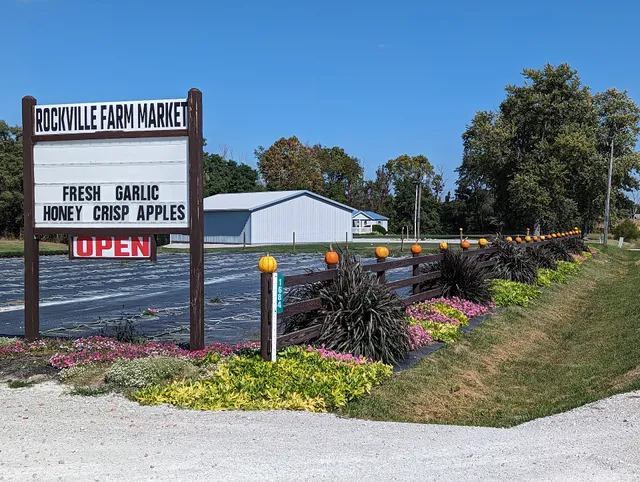 ROCKVILLE FARM MARKET
FRESH GARLIC
HONEY CRISP APPLES
OPEN